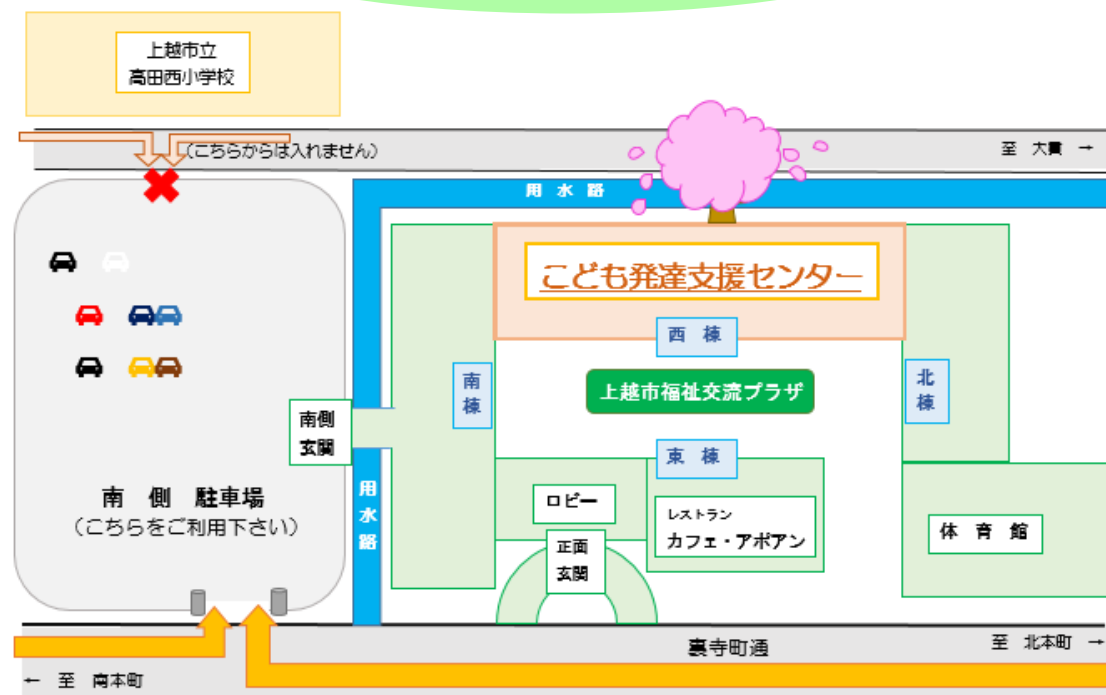 上越市立
高田西小学校
(こちらからは入れません)
至 大貫 →
用水路
こども発達支援センター
西 棟
南棟
上越市福祉交流プラザ
北棟
南側
玄関
東 棟
南 側 駐車場
(こちらをご利用下さい)
用水路
ロビー
正面
玄関
レストラン
カフェ・アポアン
体 育 館
裏寺町通
至 北本町 →
← 至 南本町